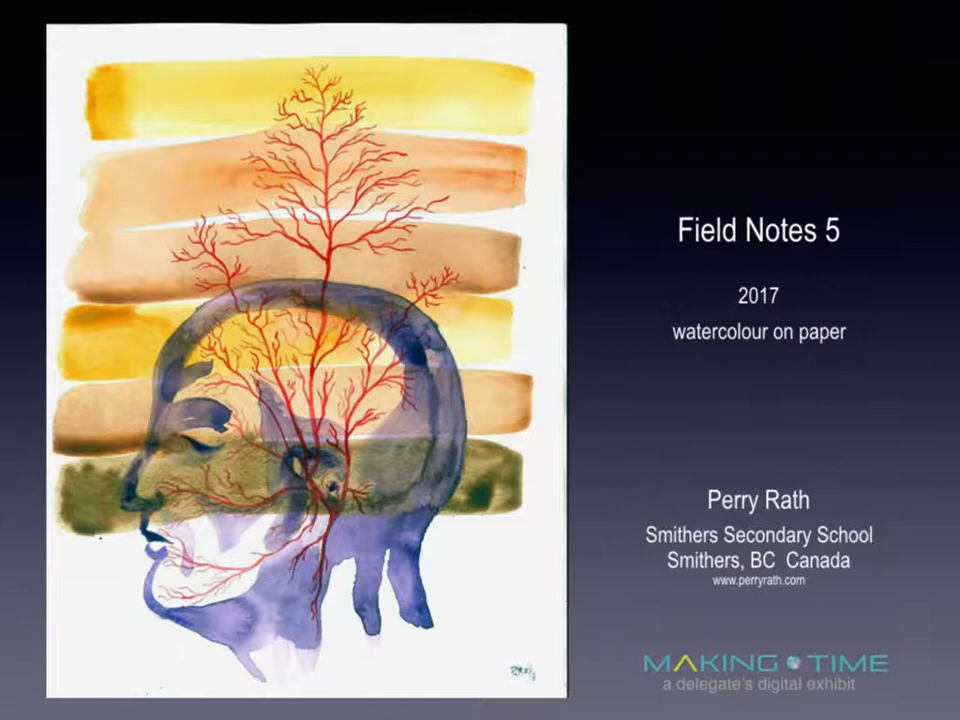 Field Notes 5
2017
watercolour on paper
Perry Rath
Smithers Secondary School
Smithers, BC Canada
www.perryrath.com
MAKING TIME
a delegate's digital exhibit